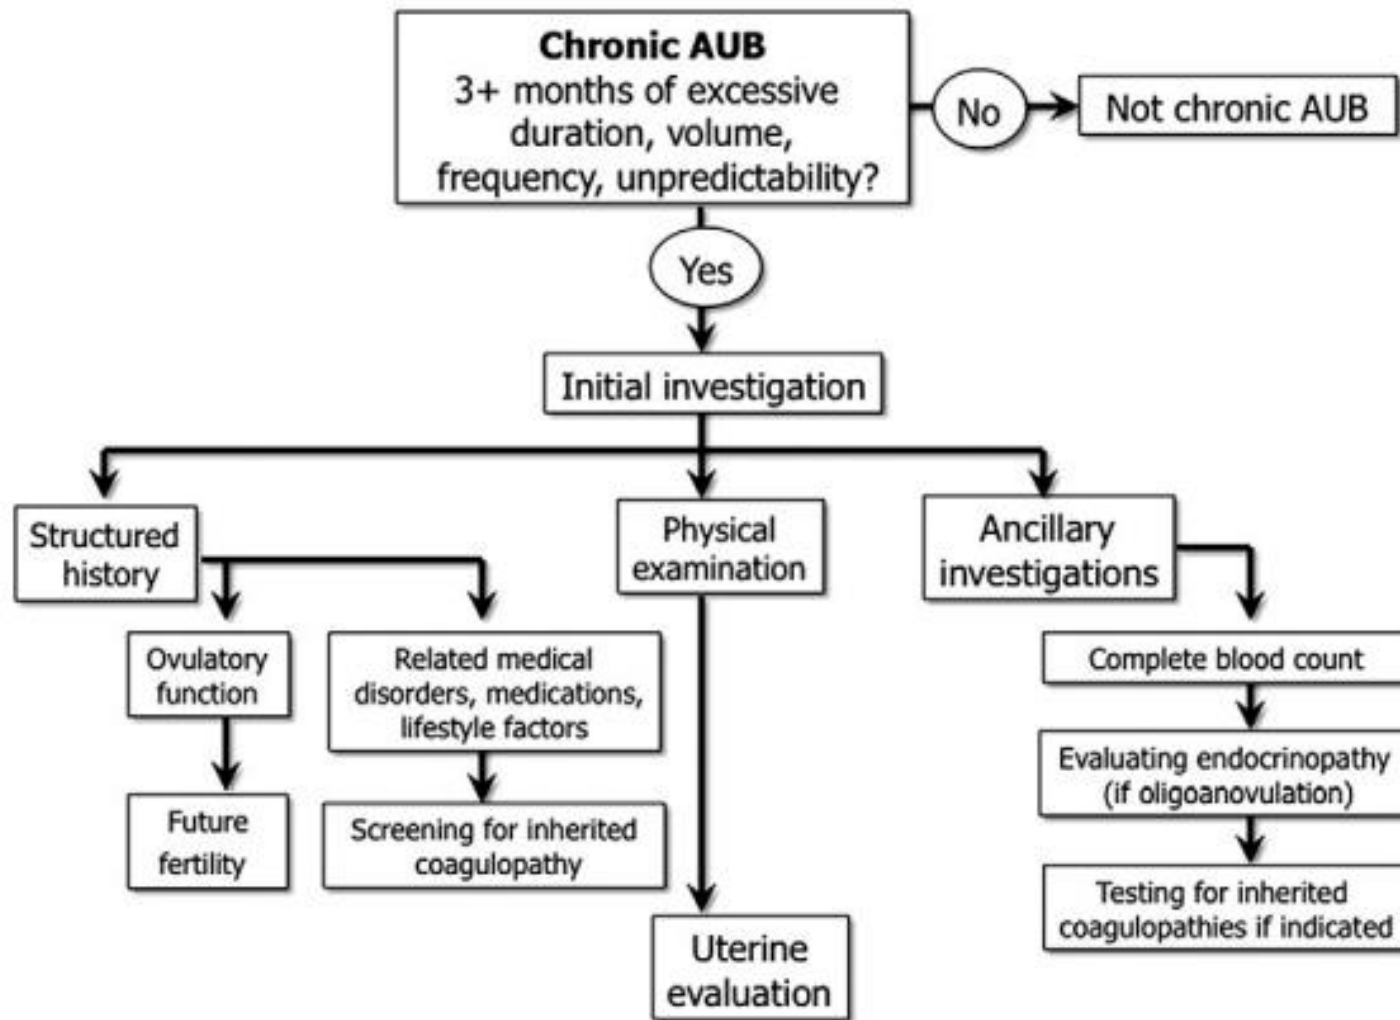 Chronic AUB
3+ months of excessive
duration, volume,
frequency, unpredictability?
No
Not chronic AUB
Yes
Initial investigation
Structured
history
Physical
examination
Ancillary
investigations
Ovulatory
function
Related medical
disorders, medications,
lifestyle factors
Complete blood count
Future
fertility
Screening for inherited
coagulopathy
Evaluating endocrinopathy
(if oligoanovulation)
Testing for inherited
coagulopathies if indicated
Uterine
evaluation